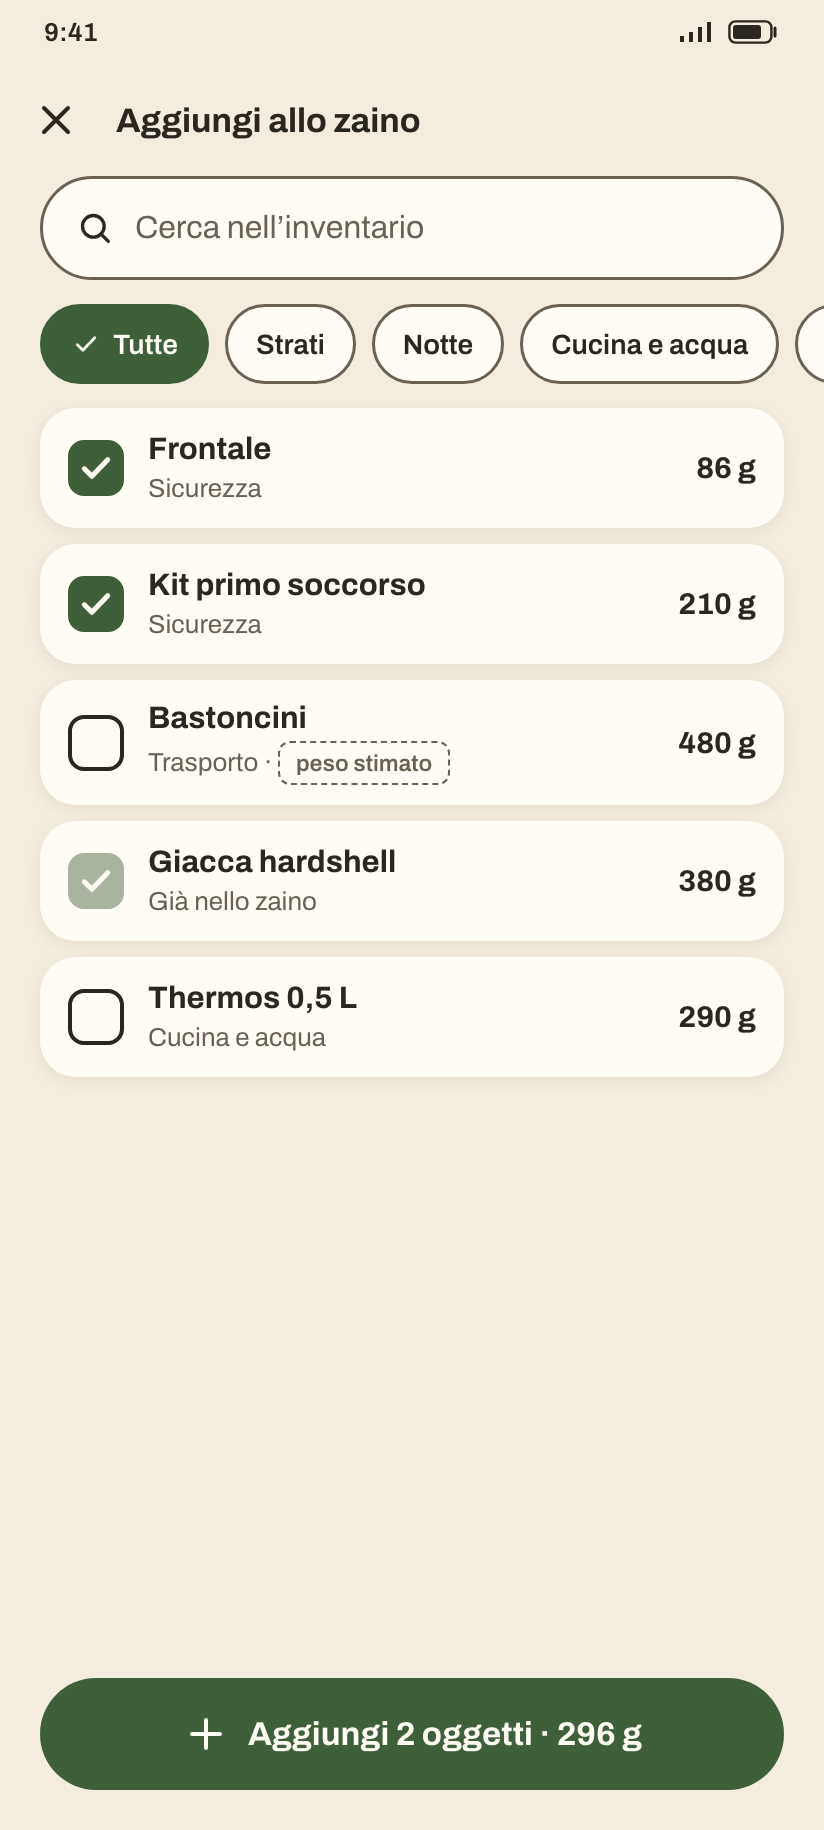 9:41
Aggiungi allo zaino
Cerca nell’inventario
Tutte
Strati
Notte
Cucina e acqua
Frontale
Sicurezza
86 g
Kit primo soccorso
Sicurezza
210 g
Bastoncini
Trasporto · peso stimato
480 g
Giacca hardshell
Già nello zaino
380 g
Thermos 0,5 L
Cucina e acqua
290 g
Aggiungi 2 oggetti · 296 g